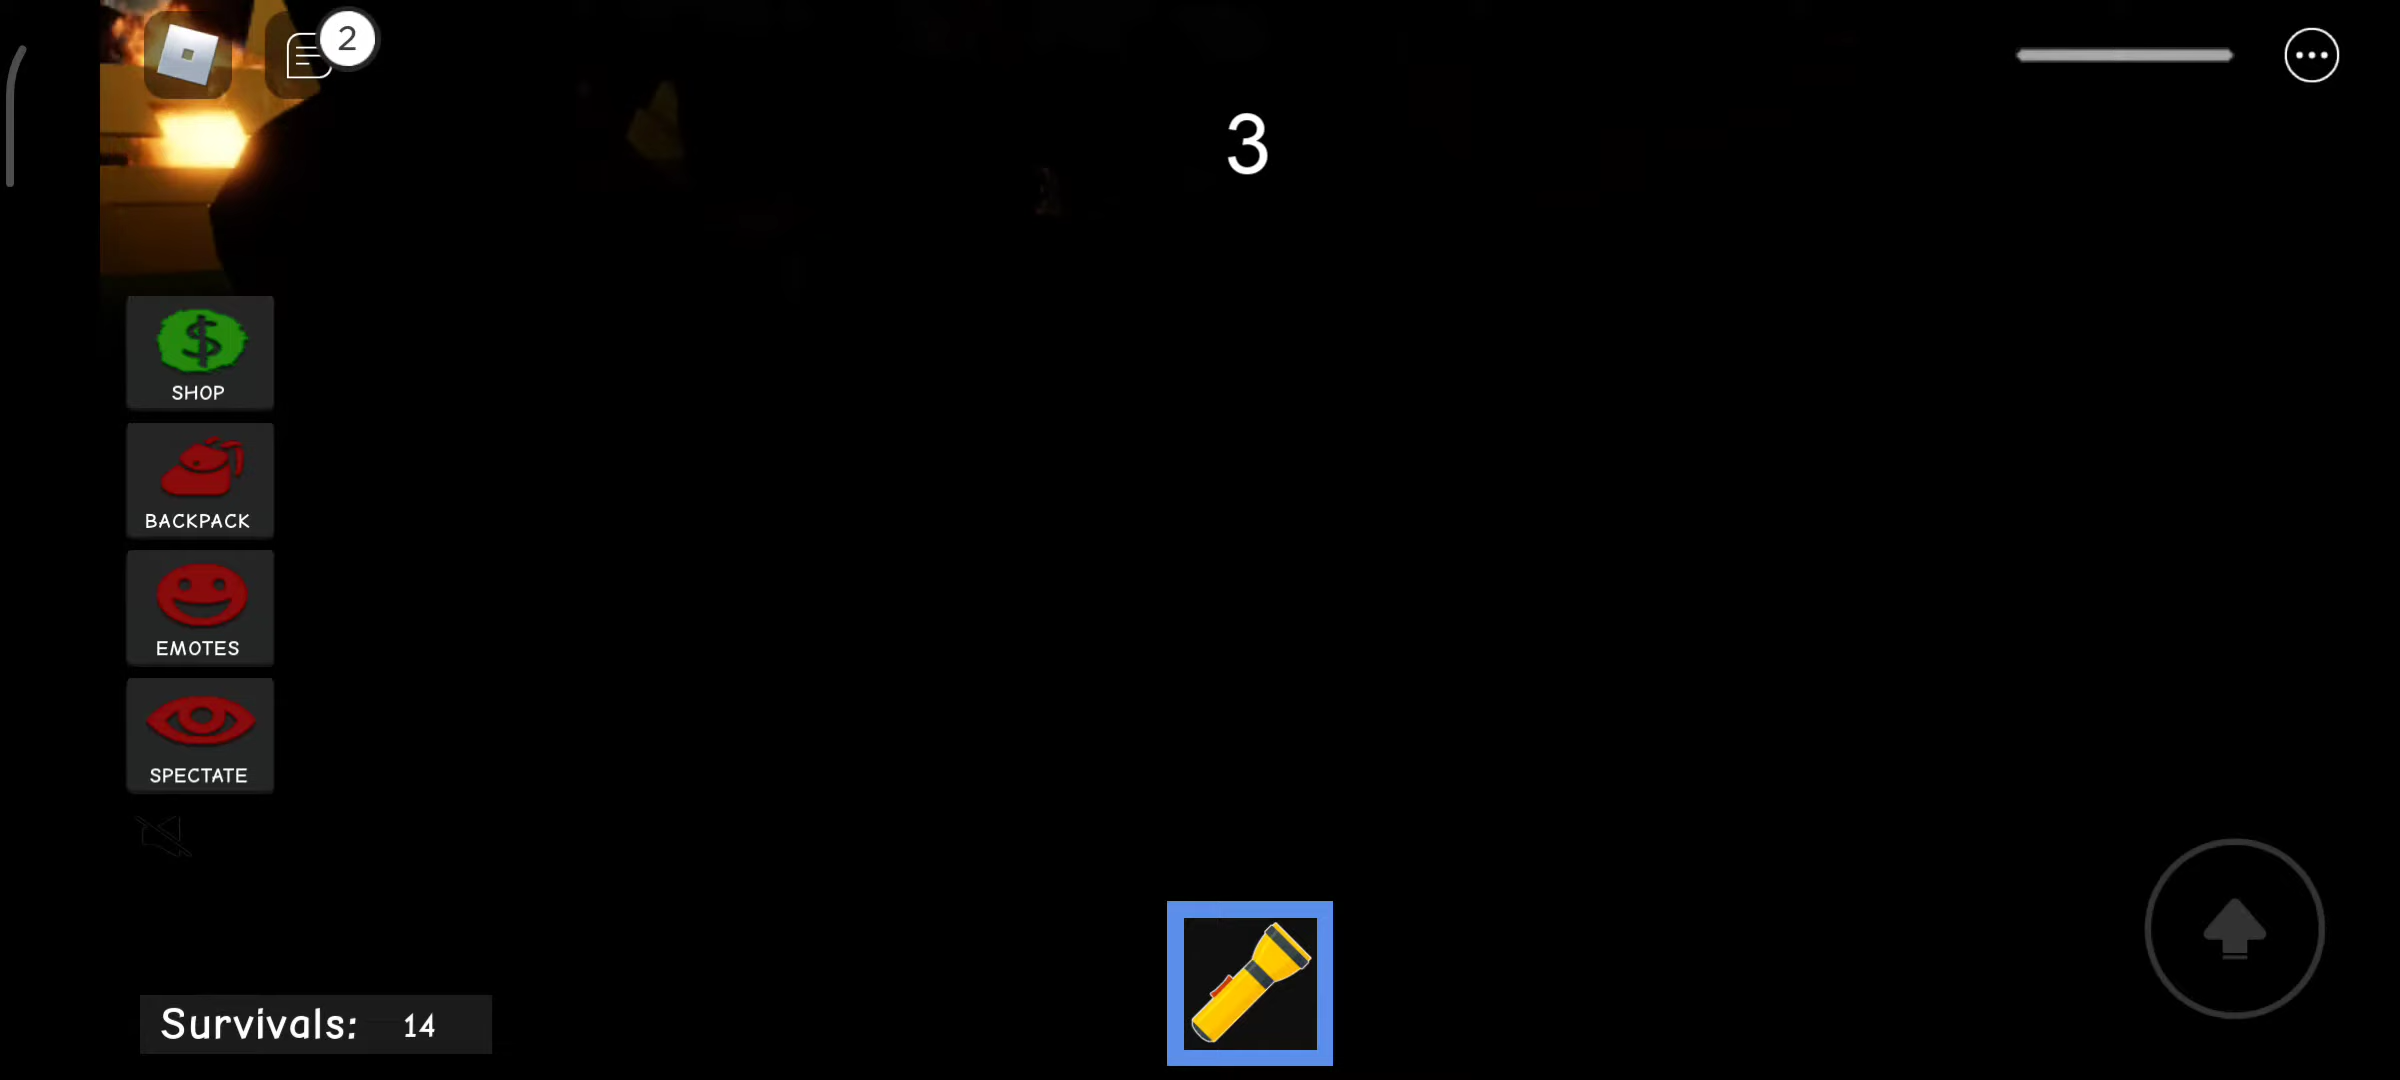 2
3
SHOP
BACKPACK
EMOTES
SPECTATE
Survivals: 14